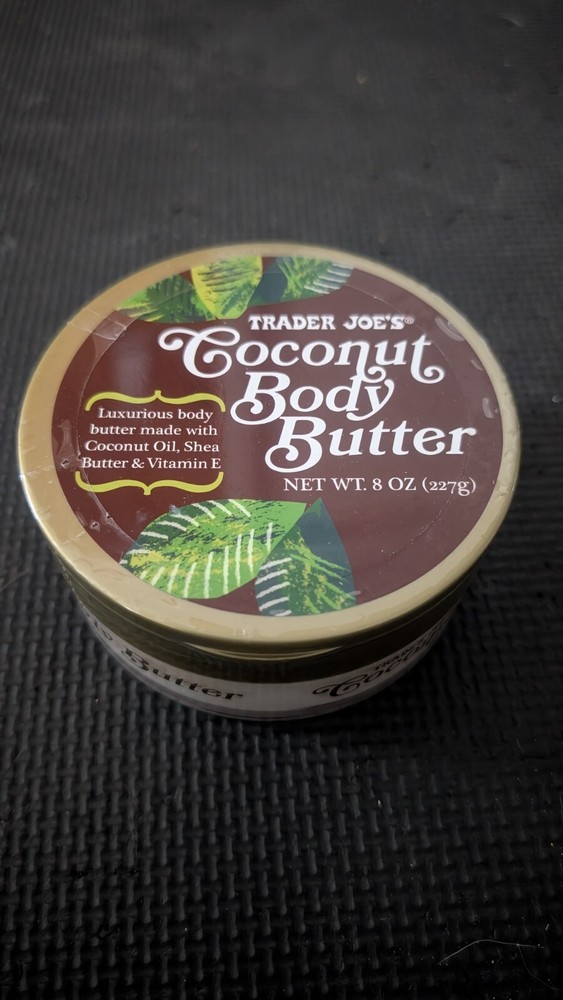 TRADER JOE'S®
Coconut
Body
Butter
NET WT. 8 OZ (227g)
Luxurious body
butter made with
Coconut Oil, Shea
Butter & Vitamin E
Butter